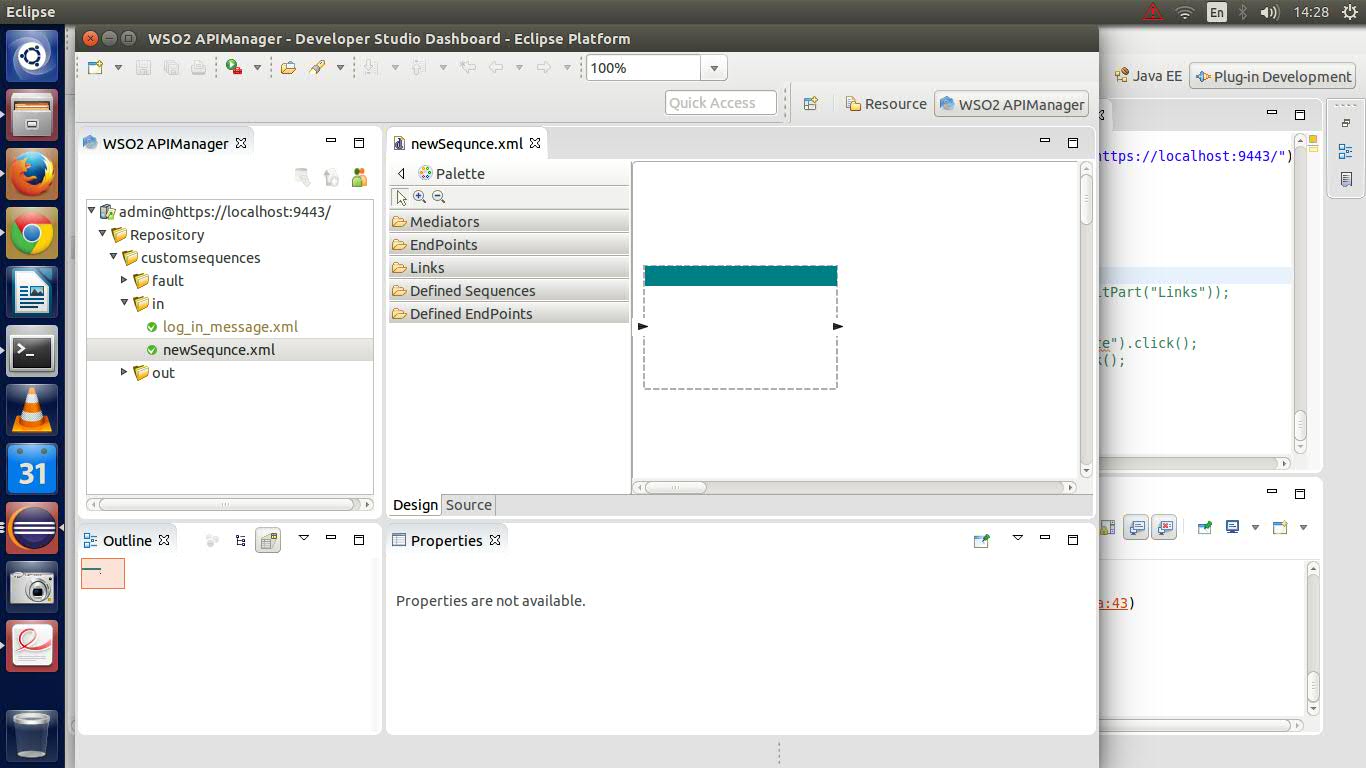 Eclipse
En
14:28
WSO2 APIManager - Developer Studio Dashboard - Eclipse Platform
100%
Java EE
Plug-in Development
Quick Access
Resource
WSO2 APIManager
WSO2 APIManager
newSequnce.xml
ttps://localhost:9443/")
Palette
admin@https://localhost:9443/
Mediators
Repository
EndPoints
customsequences
Links
fault
Defined Sequences
itPart("Links"));
in
Defined EndPoints
log_in_message.xml
newSequnce.xml
te").click();
k();
out
31
Design
Source
Outline
Properties
Properties are not available.
a:43)